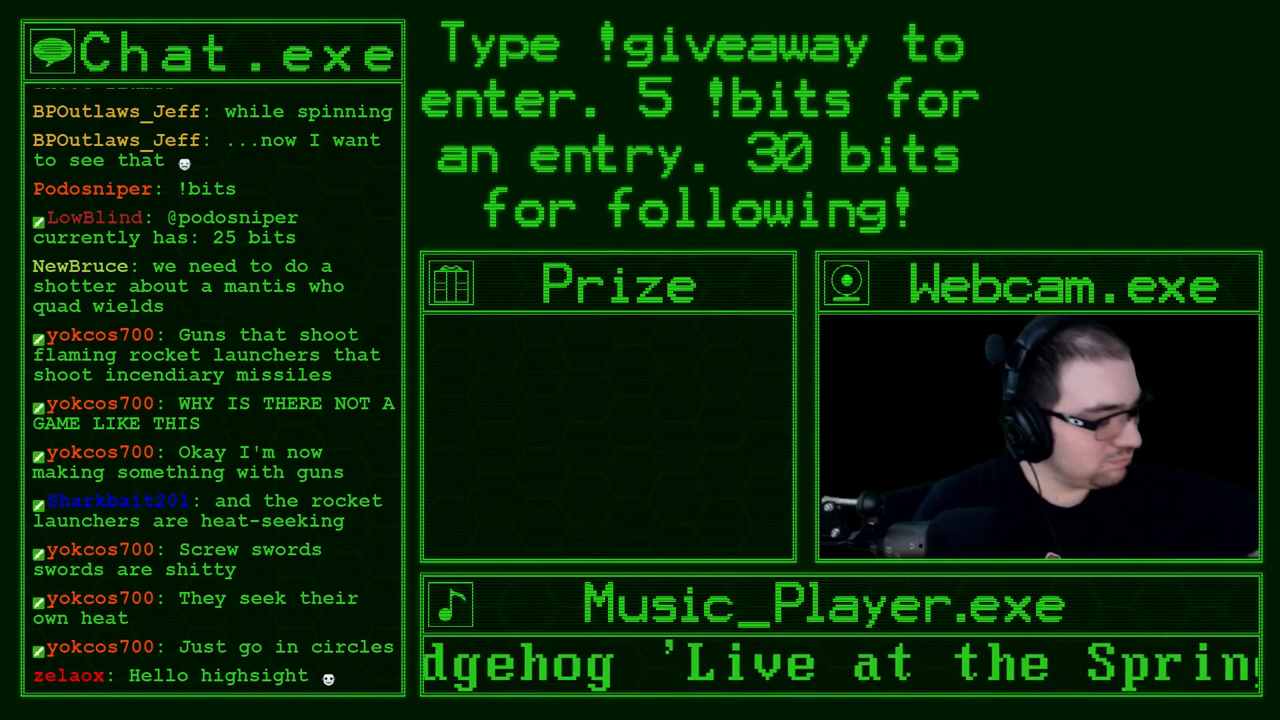 Chat.exe
BPOutlaws_Jeff: while spinning
BPOutlaws_Jeff: ...now I want
to see that
Podosniper: !bits
LowBlind: @podosniper
currently has: 25 bits
NewBruce: we need to do a
shotter about a mantis who
quad wields
yokcos700: Guns that shoot
flaming rocket launchers that
shoot incendiary missiles
yokcos700: WHY IS THERE NOT A
GAME LIKE THIS
yokcos700: Okay I'm now
making something with guns
Sharkbait201: and the rocket
launchers are heat-seeking
yokcos700: Screw swords
swords are shitty
yokcos700: They seek their
own heat
yokcos700: Just go in circles
zelaox: Hello highsight
Type !giveaway to
enter. 5 !bits for
an entry. 30 bits
for following!
Prize
Webcam.exe
Music_Player.exe
dgehog 'Live at the Spring